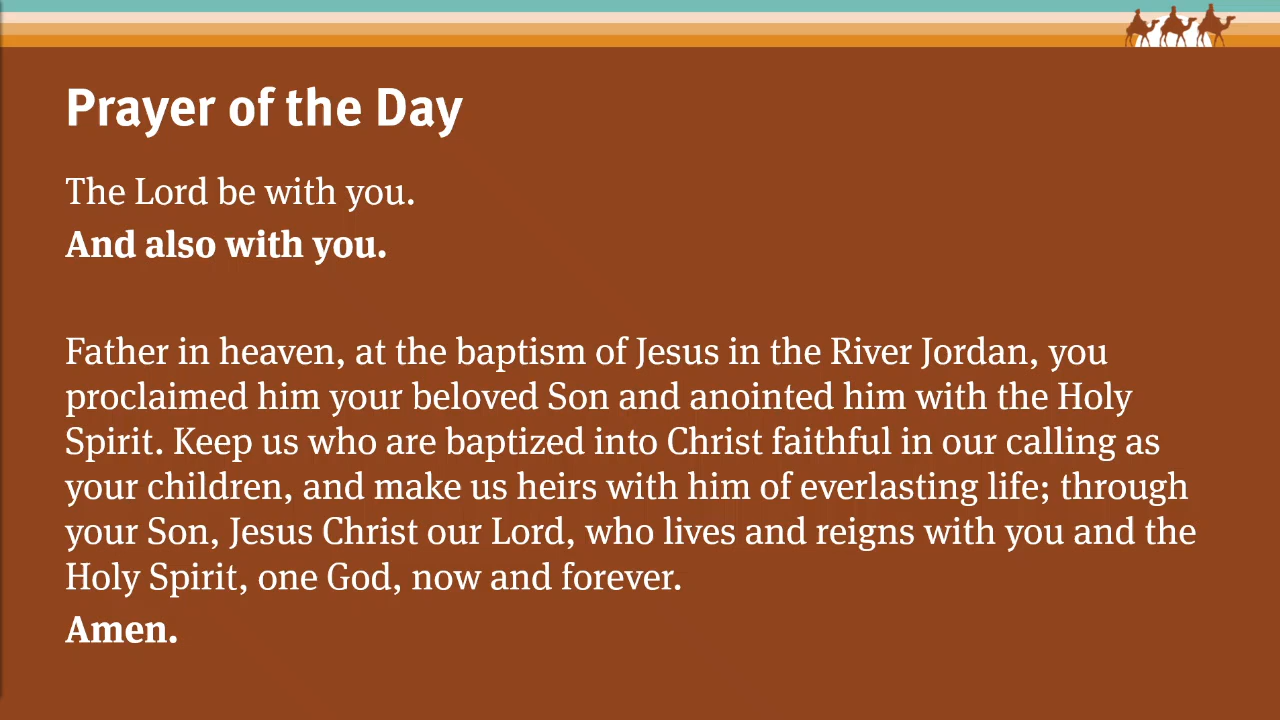 Prayer of the Day
The Lord be with you.
And also with you.
Father in heaven, at the baptism of Jesus in the River Jordan, you
proclaimed him your beloved Son and anointed him with the Holy
Spirit. Keep us who are baptized into Christ faithful in our calling as
your children, and make us heirs with him of everlasting life; through
your Son, Jesus Christ our Lord, who lives and reigns with you and the
Holy Spirit, one God, now and forever.
Amen.